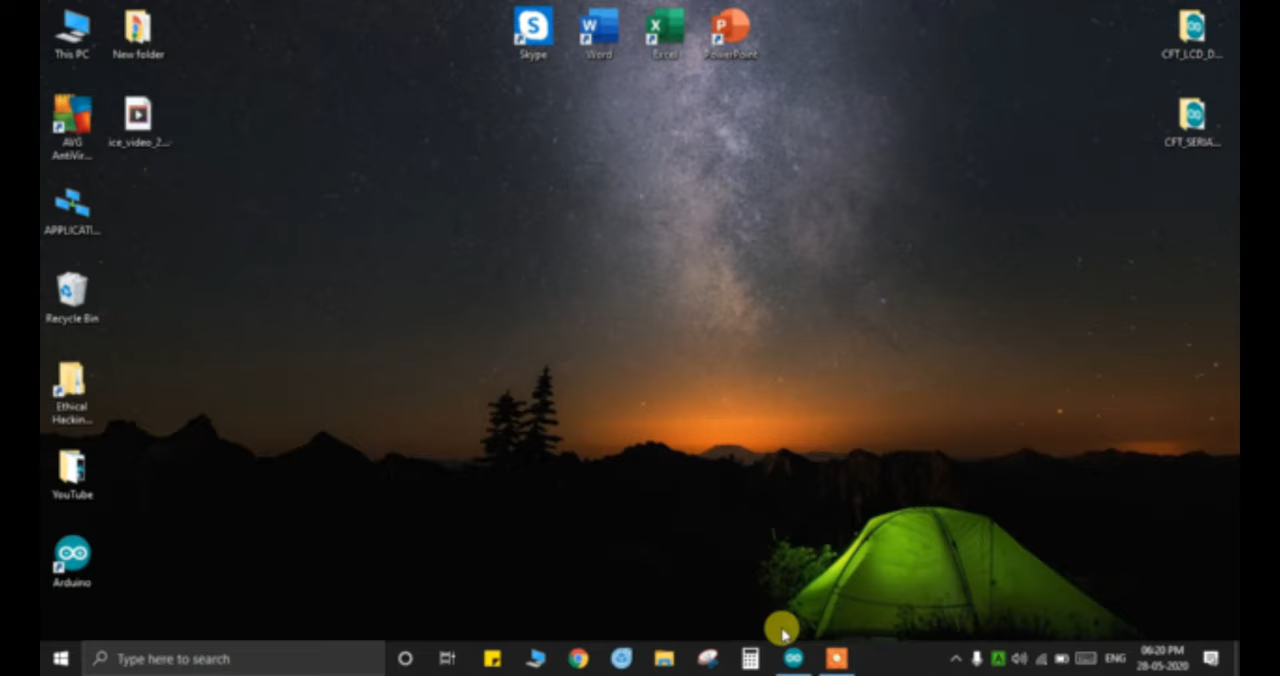 This PC
New folder
Skype
Word
Excel
PowerPoint
CFT_LCD_D...
AVG
AntiVir...
ice_video_2...
CFT_SERIA...
APPLICATI...
Recycle Bin
Ethical
Hackin...
YouTube
Arduino
Type here to search
ENG
06:20 PM
28-05-2020